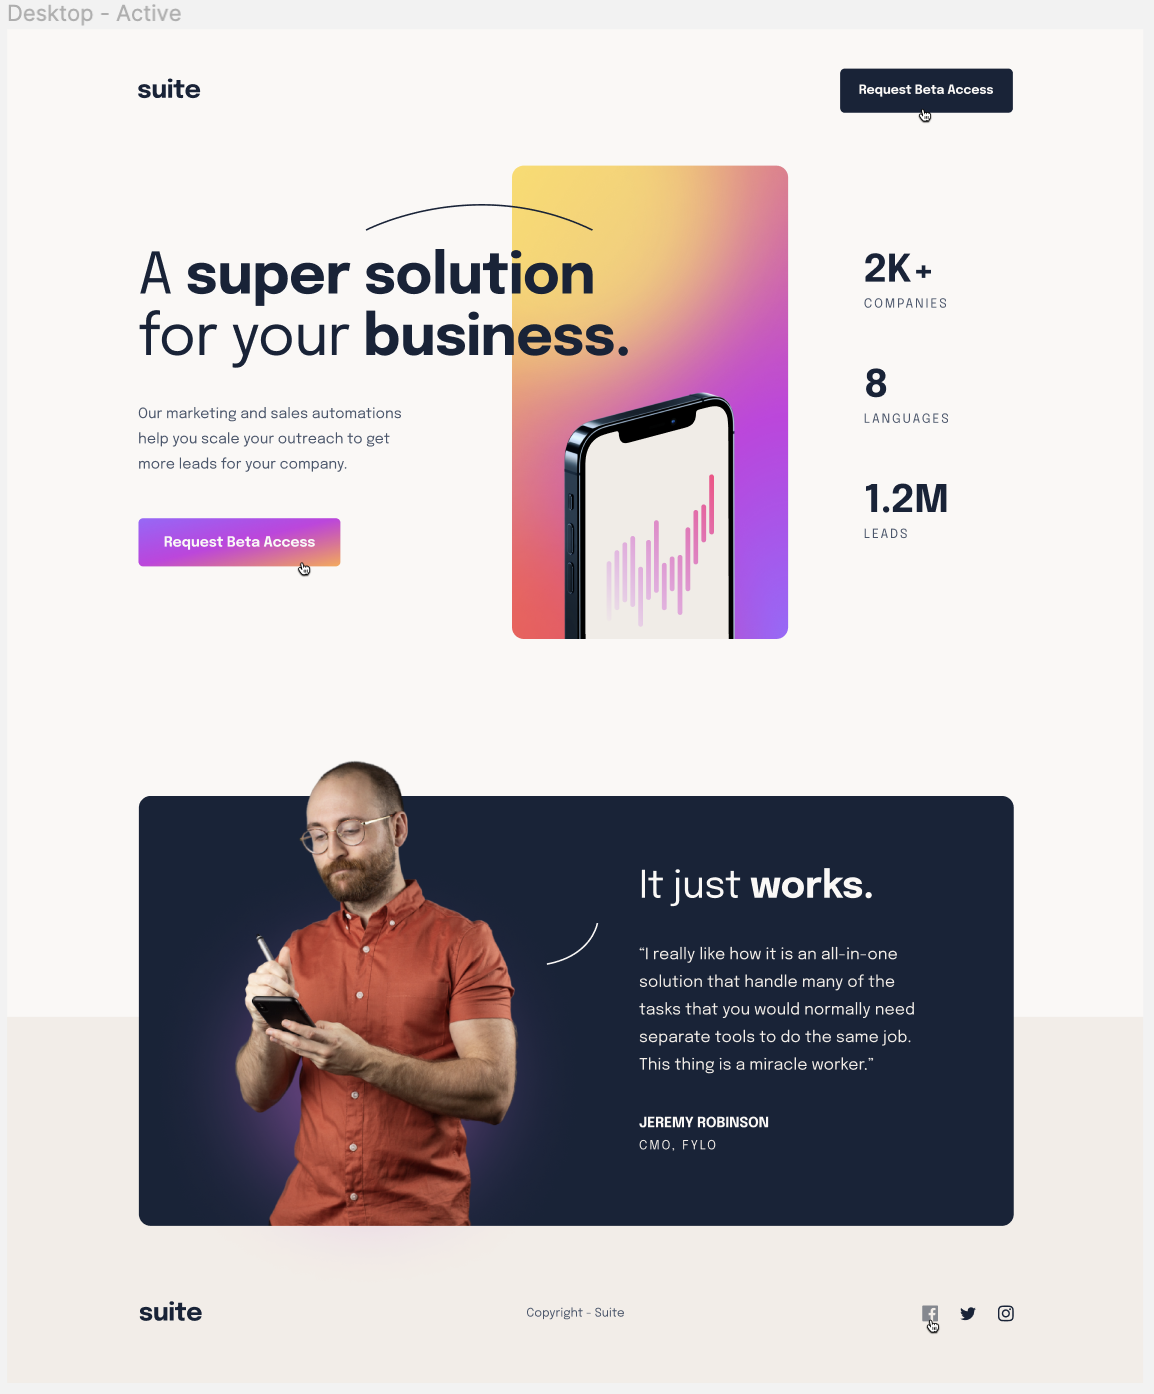 Desktop - Active
suite
Request Beta Access
A super solution
for your business.
Our marketing and sales automations
help you scale your outreach to get
more leads for your company.
Request Beta Access
2K+
COMPANIES
8
LANGUAGES
1.2M
LEADS
It just works.
“I really like how it is an all-in-one
solution that handle many of the
tasks that you would normally need
separate tools to do the same job.
This thing is a miracle worker.”
JEREMY ROBINSON
CMO, FYLO
suite
Copyright - Suite